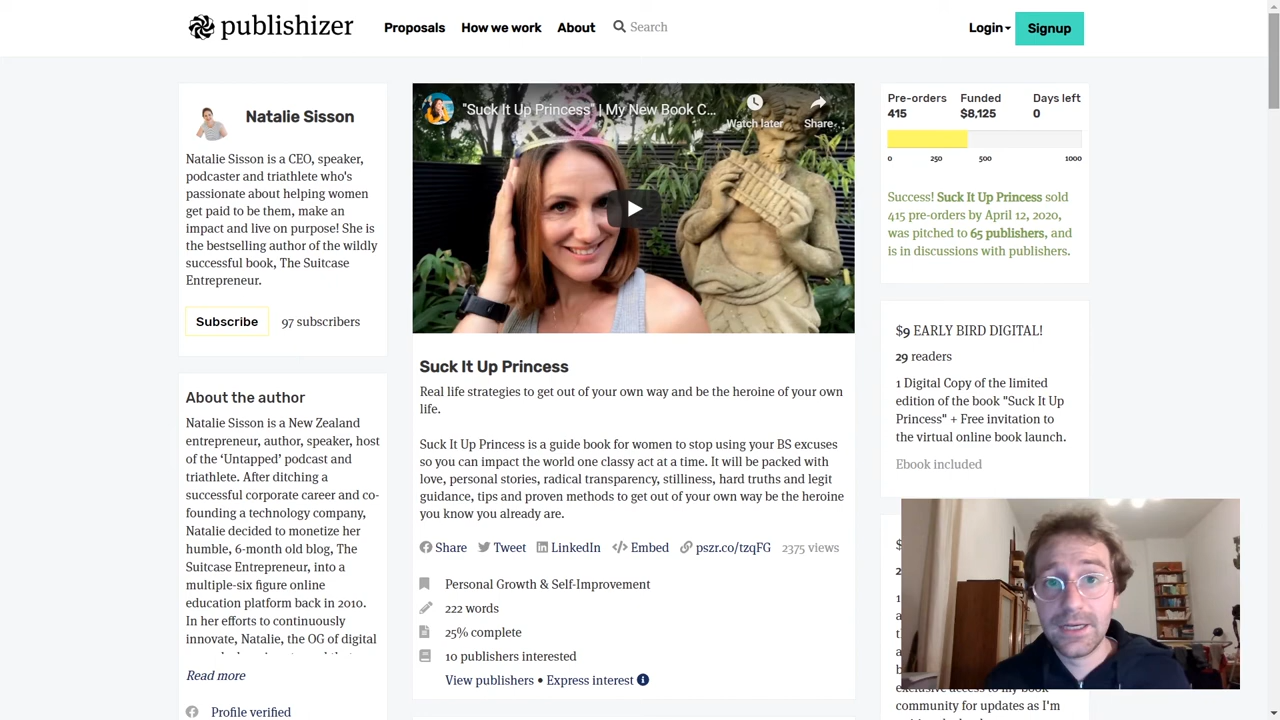 publishizer
Proposals
How we work
About
Search
Login
Signup
Natalie Sisson
Natalie Sisson is a CEO, speaker,
podcaster and triathlete who's
passionate about helping women
get paid to be them, make an
impact and live on purpose! She is
the bestselling author of the wildly
successful book, The Suitcase
Entrepreneur.
Subscribe
97 subscribers
About the author
Natalie Sisson is a New Zealand
entrepreneur, author, speaker, host
of the ‘Untapped’ podcast and
triathlete. After ditching a
successful corporate career and co-
founding a technology company,
Natalie decided to monetize her
humble, 6-month old blog, The
Suitcase Entrepreneur, into a
multiple-six figure online
education platform back in 2010.
In her efforts to continuously
innovate, Natalie, the OG of digital
Read more
Profile verified
"Suck It Up Princess" | My New Book C...
Watch later
Share
Suck It Up Princess
Real life strategies to get out of your own way and be the heroine of your own
life.
Suck It Up Princess is a guide book for women to stop using your BS excuses
so you can impact the world one classy act at a time. It will be packed with
love, personal stories, radical transparency, stilliness, hard truths and legit
guidance, tips and proven methods to get out of your own way be the heroine
you know you already are.
Share
Tweet
LinkedIn
Embed
pszr.co/tzqFG
2375 views
Personal Growth & Self-Improvement
222 words
25% complete
10 publishers interested
View publishers • Express interest
Pre-orders Funded Days left
415 $8,125 0
0 250 500 1000
Success! Suck It Up Princess sold
415 pre-orders by April 12, 2020,
was pitched to 65 publishers, and
is in discussions with publishers.
$9 EARLY BIRD DIGITAL!
29 readers
1 Digital Copy of the limited
edition of the book "Suck It Up
Princess" + Free invitation to
the virtual online book launch.
Ebook included
community for updates as I'm